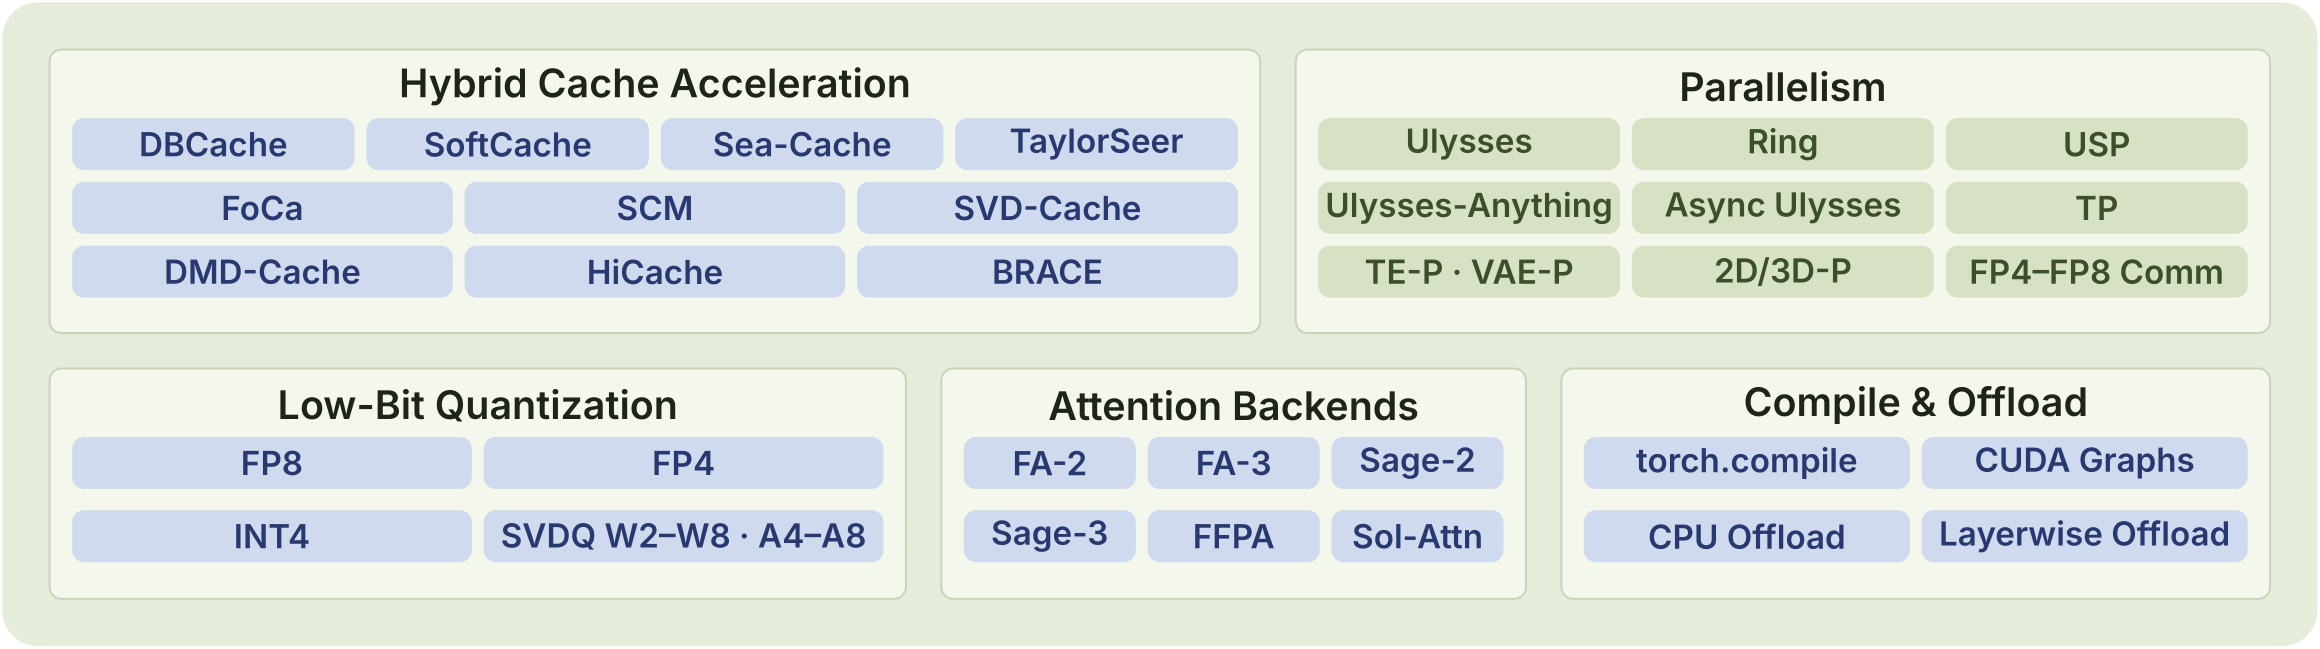 Hybrid Cache Acceleration
DBCache
SoftCache
Sea-Cache
TaylorSeer
FoCa
SCM
SVD-Cache
DMD-Cache
HiCache
BRACE
Parallelism
Ulysses
Ring
USP
Ulysses-Anything
Async Ulysses
TP
TE-P · VAE-P
2D/3D-P
FP4–FP8 Comm
Low-Bit Quantization
FP8
FP4
INT4
SVDQ W2–W8 · A4–A8
Attention Backends
FA-2
FA-3
Sage-2
Sage-3
FFPA
Sol-Attn
Compile & Offload
torch.compile
CUDA Graphs
CPU Offload
Layerwise Offload